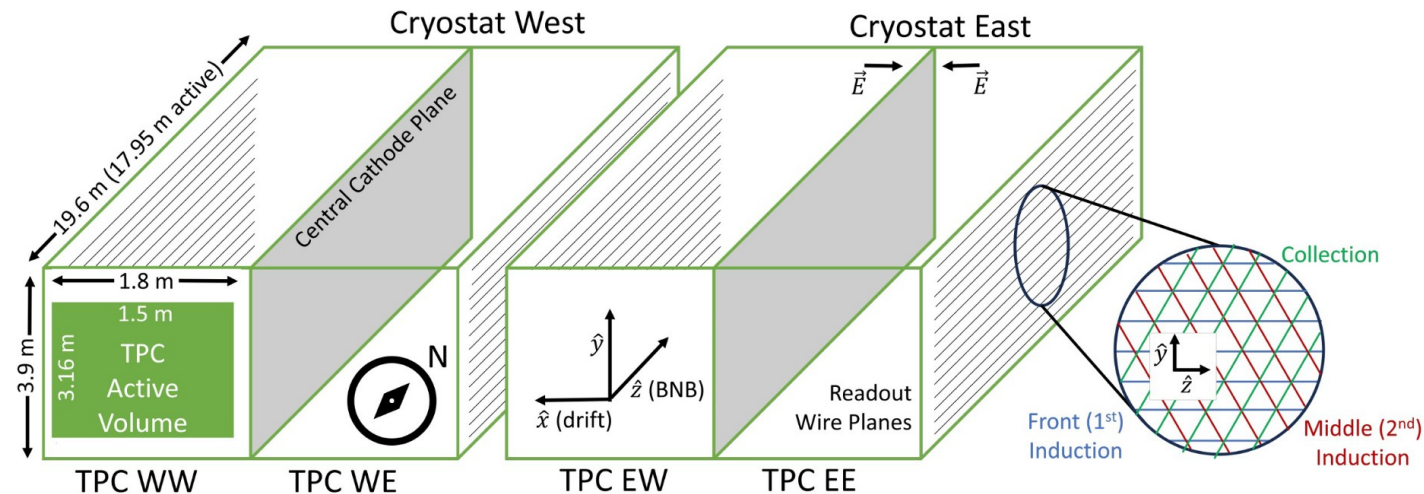 Cryostat West
Cryostat East
19.6 m (17.95 m active)
Central Cathode Plane
$\vec{E}$
$\vec{E}$
1.8 m
3.9 m
1.5 m
3.16 m
TPC
Active
Volume
N
ŷ
ẑ (BNB)
x̂ (drift)
Readout
Wire Planes
Collection
ŷ
ẑ
Front (1st)
Induction
Middle (2nd)
Induction
TPC WW
TPC WE
TPC EW
TPC EE